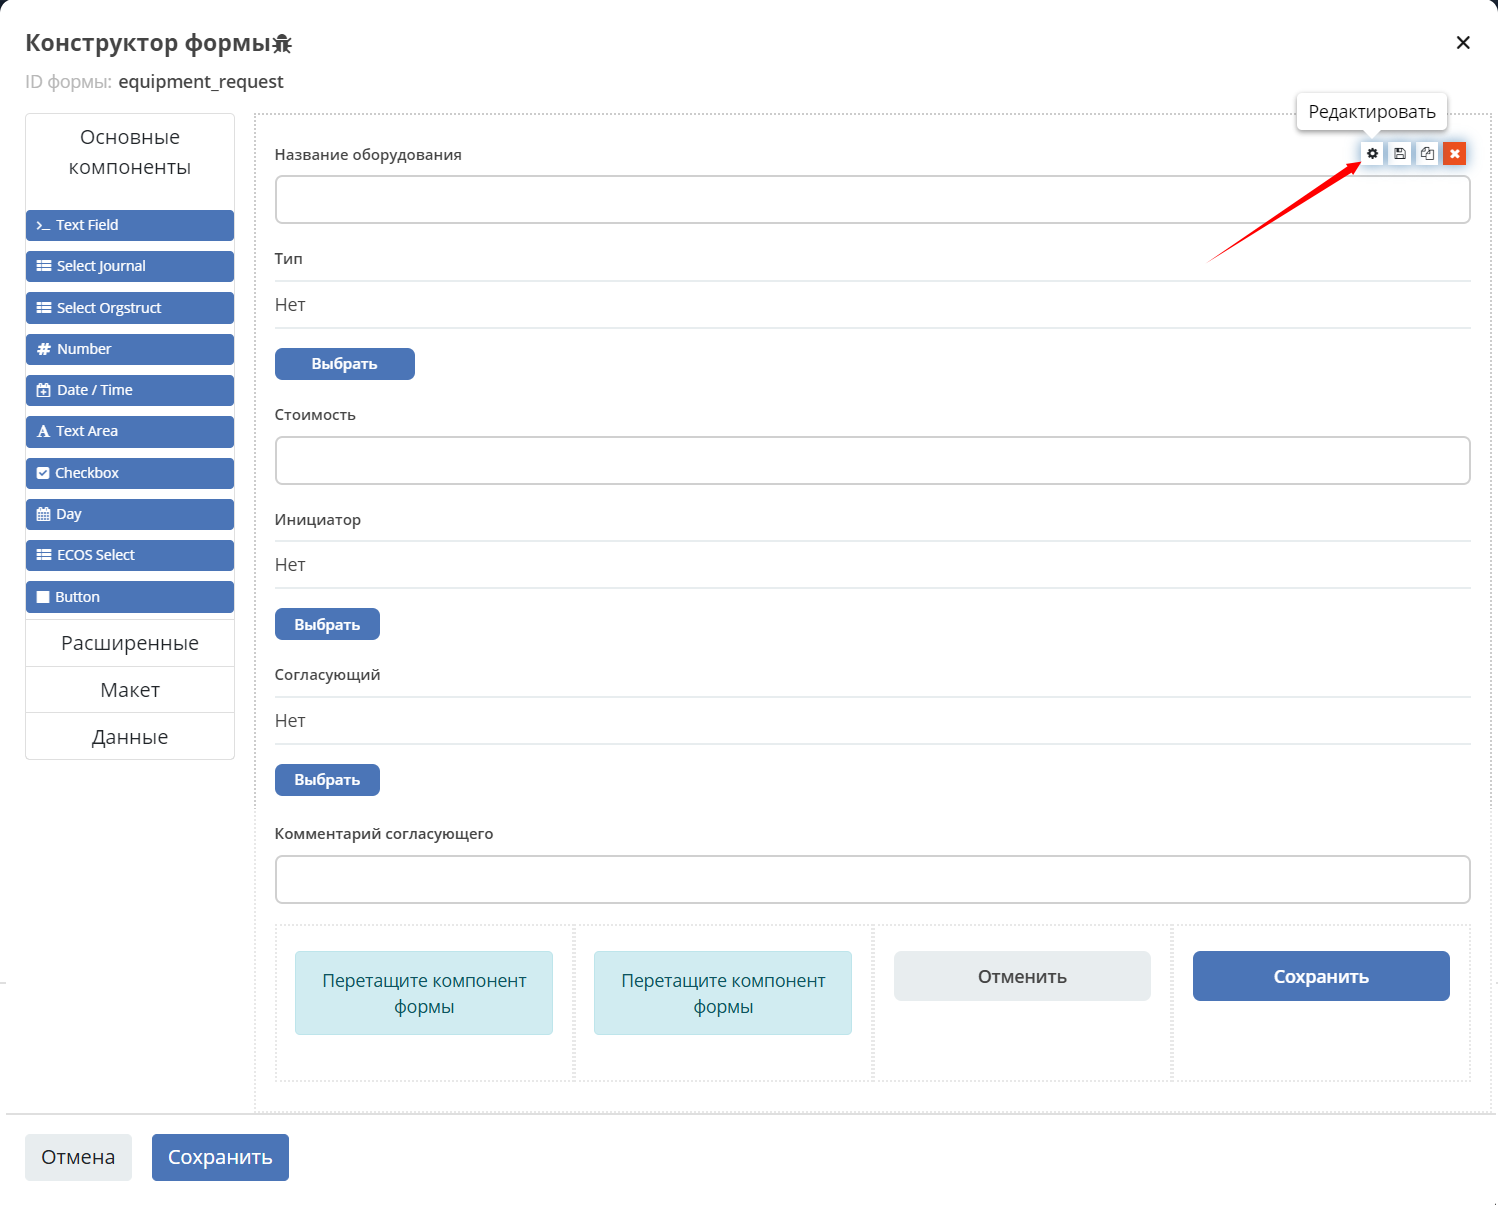 Конструктор формы
ID формы: equipment_request
Основные
компоненты
Text Field
Select Journal
Select Orgstruct
Number
Date / Time
Text Area
Checkbox
Day
ECOS Select
Button
Расширенные
Макет
Данные
Редактировать
Название оборудования
Тип
Нет
Выбрать
Стоимость
Инициатор
Нет
Выбрать
Согласующий
Нет
Выбрать
Комментарий согласующего
Перетащите компонент
формы
Перетащите компонент
формы
Отменить
Сохранить
Отмена
Сохранить